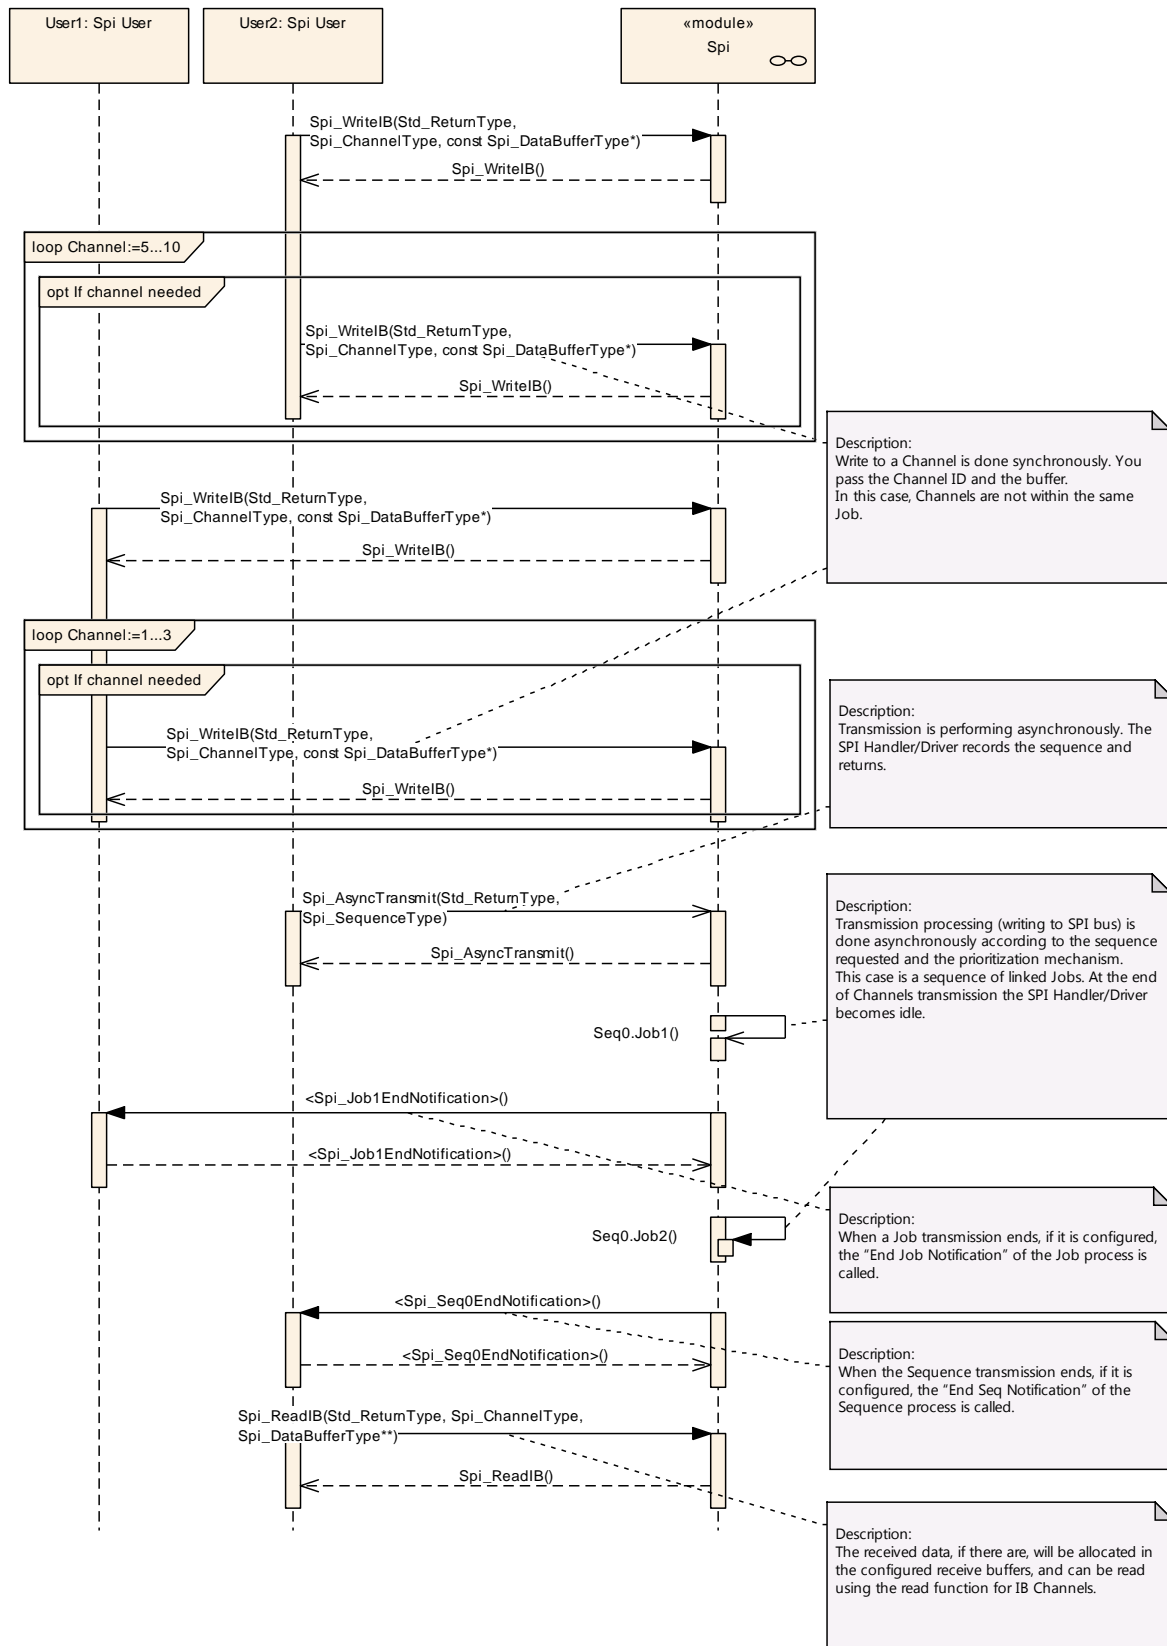 User1: Spi User
User2: Spi User
«module»
Spi
Spi_WriteIB(Std_ReturnType,
Spi_ChannelType, const Spi_DataBufferType*)
Spi_WriteIB()
loop Channel:=5...10
opt If channel needed
Spi_WriteIB(Std_ReturnType,
Spi_ChannelType, const Spi_DataBufferType*)
Spi_WriteIB()
Description:
Write to a Channel is done synchronously. You
pass the Channel ID and the buffer.
In this case, Channels are not within the same
Job.
Spi_WriteIB(Std_ReturnType,
Spi_ChannelType, const Spi_DataBufferType*)
Spi_WriteIB()
loop Channel:=1...3
opt If channel needed
Spi_WriteIB(Std_ReturnType,
Spi_ChannelType, const Spi_DataBufferType*)
Spi_WriteIB()
Description:
Transmission is performing asynchronously. The
SPI Handler/Driver records the sequence and
returns.
Spi_AsyncTransmit(Std_ReturnType,
Spi_SequenceType)
Spi_AsyncTransmit()
Description:
Transmission processing (writing to SPI bus) is
done asynchronously according to the sequence
requested and the prioritization mechanism.
This case is a sequence of linked Jobs. At the end
of Channels transmission the SPI Handler/Driver
becomes idle.
Seq0.Job1()
<Spi_Job1EndNotification>()
<Spi_Job1EndNotification>()
Seq0.Job2()
Description:
When a Job transmission ends, if it is configured,
the "End Job Notification" of the Job process is
called.
<Spi_Seq0EndNotification>()
<Spi_Seq0EndNotification>()
Description:
When the Sequence transmission ends, if it is
configured, the "End Seq Notification" of the
Sequence process is called.
Spi_ReadIB(Std_ReturnType, Spi_ChannelType,
Spi_DataBufferType**)
Spi_ReadIB()
Description:
The received data, if there are, will be allocated in
the configured receive buffers, and can be read
using the read function for IB Channels.